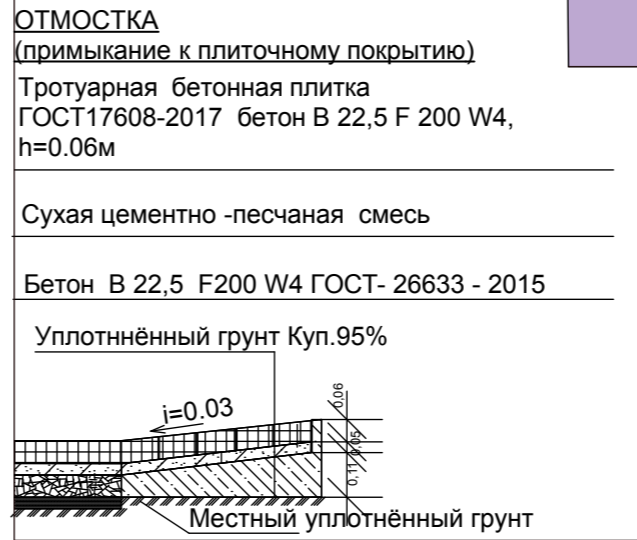 ОТМОСТКА
(примыкание к плиточному покрытию)
Тротуарная бетонная плитка
ГОСТ17608-2017 бетон В 22,5 F 200 W4,
h=0.06м
Сухая цементно -песчаная смесь
Бетон В 22,5 F200 W4 ГОСТ- 26633 - 2015
Уплотннённый грунт Куп.95%
i=0.03
0,06
0,05
0,11
Местный уплотнённый грунт